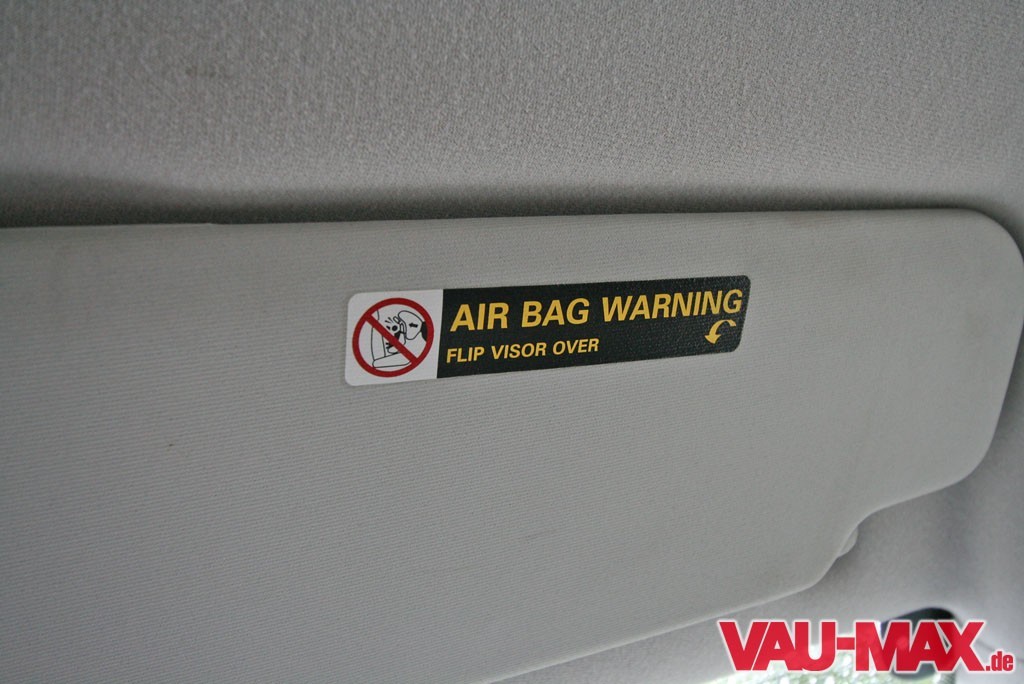 AIR BAG WARNING
FLIP VISOR OVER
VAU-MAX.de